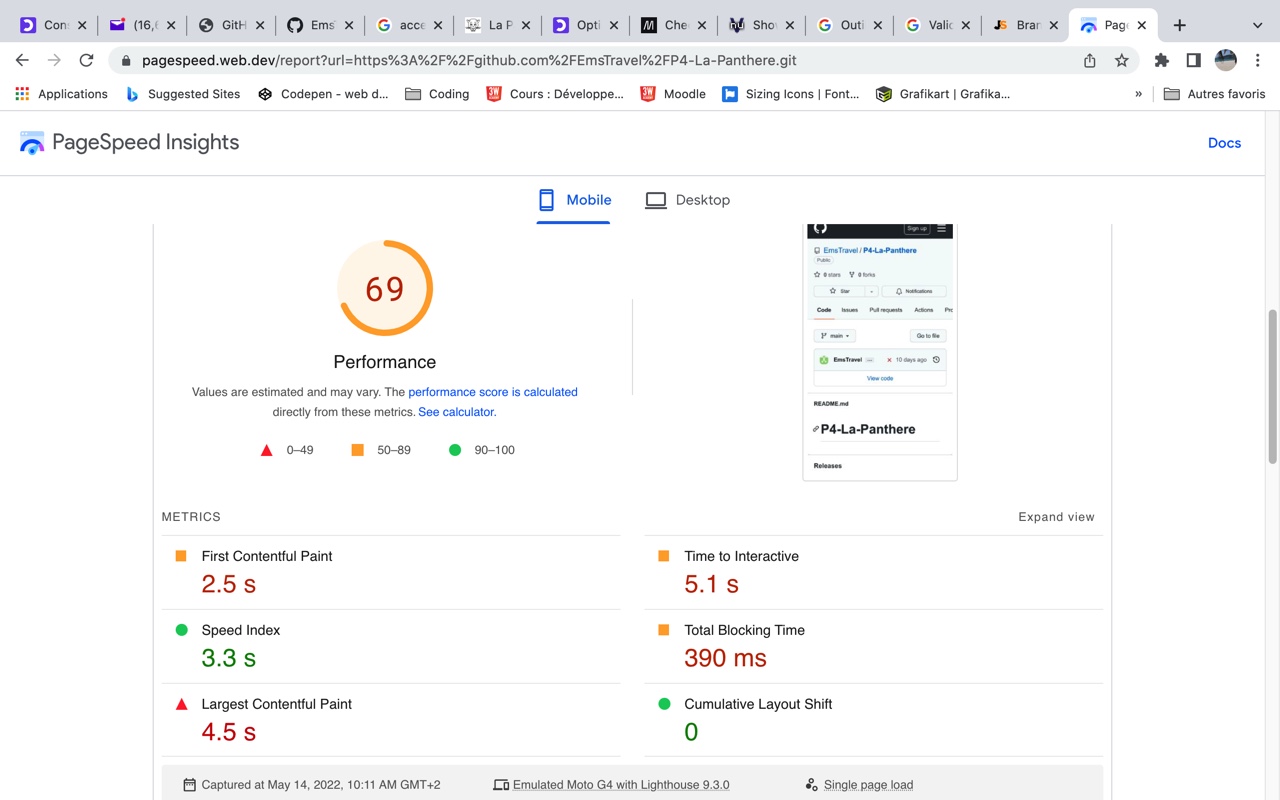 Con (16,6 GitH Ems acce La P Opti Che Sho Outi Valid Bran Page
pagespeed.web.dev/report?url=https%3A%2F%2Fgithub.com%2FEmsTravel%2FP4-La-Panthere.git
Applications Suggested Sites Codepen - web d... Coding Cours : Développe... Moodle Sizing Icons | Font... Grafikart | Grafika... » Autres favoris
PageSpeed Insights
Docs
Mobile Desktop
Sign up
EmsTravel / P4-La-Panthere
Public
0 stars 0 forks
Star Notifications
Code Issues Pull requests Actions Pro
main Go to file
EmsTravel 10 days ago
View code
README.md
P4-La-Panthere
Releases
69
Performance
Values are estimated and may vary. The performance score is calculated
directly from these metrics. See calculator.
0–49 50–89 90–100
METRICS Expand view
First Contentful Paint
2.5 s
Time to Interactive
5.1 s
Speed Index
3.3 s
Total Blocking Time
390 ms
Largest Contentful Paint
4.5 s
Cumulative Layout Shift
0
Captured at May 14, 2022, 10:11 AM GMT+2 Emulated Moto G4 with Lighthouse 9.3.0 Single page load